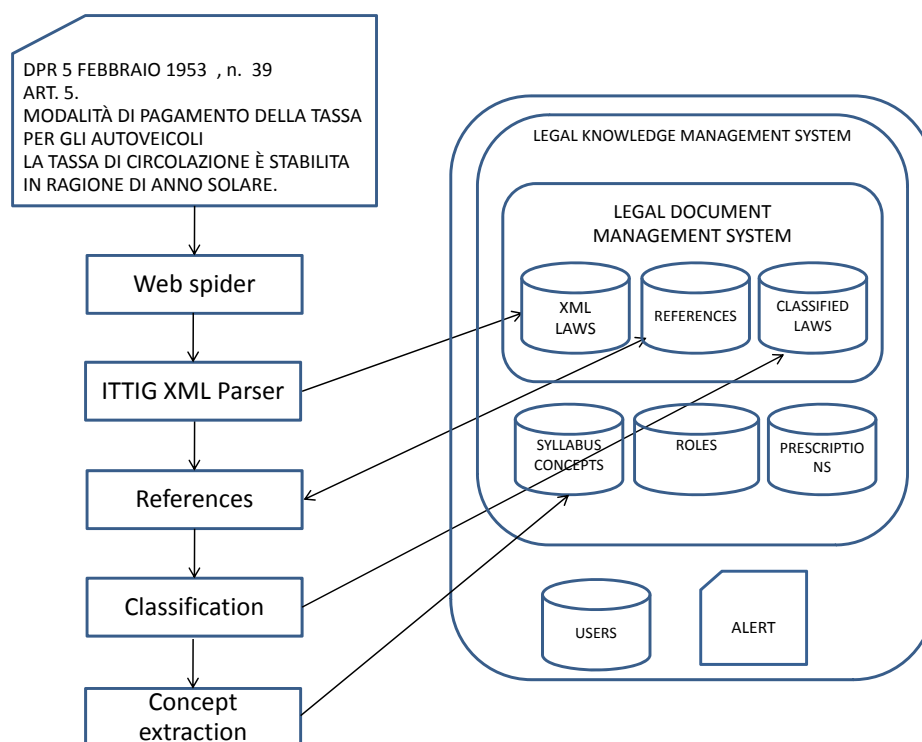 DPR 5 FEBBRAIO 1953 , n. 39
ART. 5.
MODALITÀ DI PAGAMENTO DELLA TASSA
PER GLI AUTOVEICOLI
LA TASSA DI CIRCOLAZIONE È STABILITA
IN RAGIONE DI ANNO SOLARE.
Web spider
ITTIG XML Parser
References
Classification
Concept
extraction
LEGAL KNOWLEDGE MANAGEMENT SYSTEM
LEGAL DOCUMENT
MANAGEMENT SYSTEM
XML
LAWS
REFERENCES
CLASSIFIED
LAWS
SYLLABUS
CONCEPTS
ROLES
PRESCRIPTIO
NS
USERS
ALERT